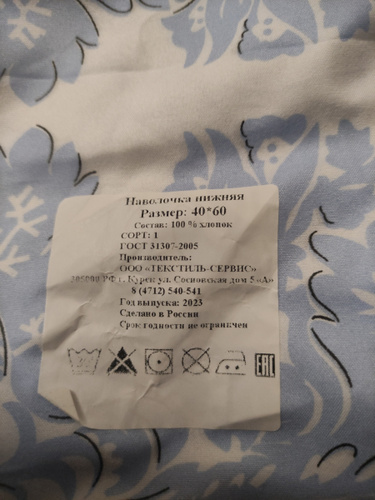 Наволочка нижняя
Размер: 40*60
Состав: 100 % хлопок
СОРТ: 1
ГОСТ 31307-2005
Производитель:
ООО «ТЕКСТИЛЬ-СЕРВИС»
РФ г. Курск ул. Сосновская дом 5 «А»
8 (4712) 540-541
Год выпуска: 2023
Сделано в России
Срок годности не ограничен
ЕАС